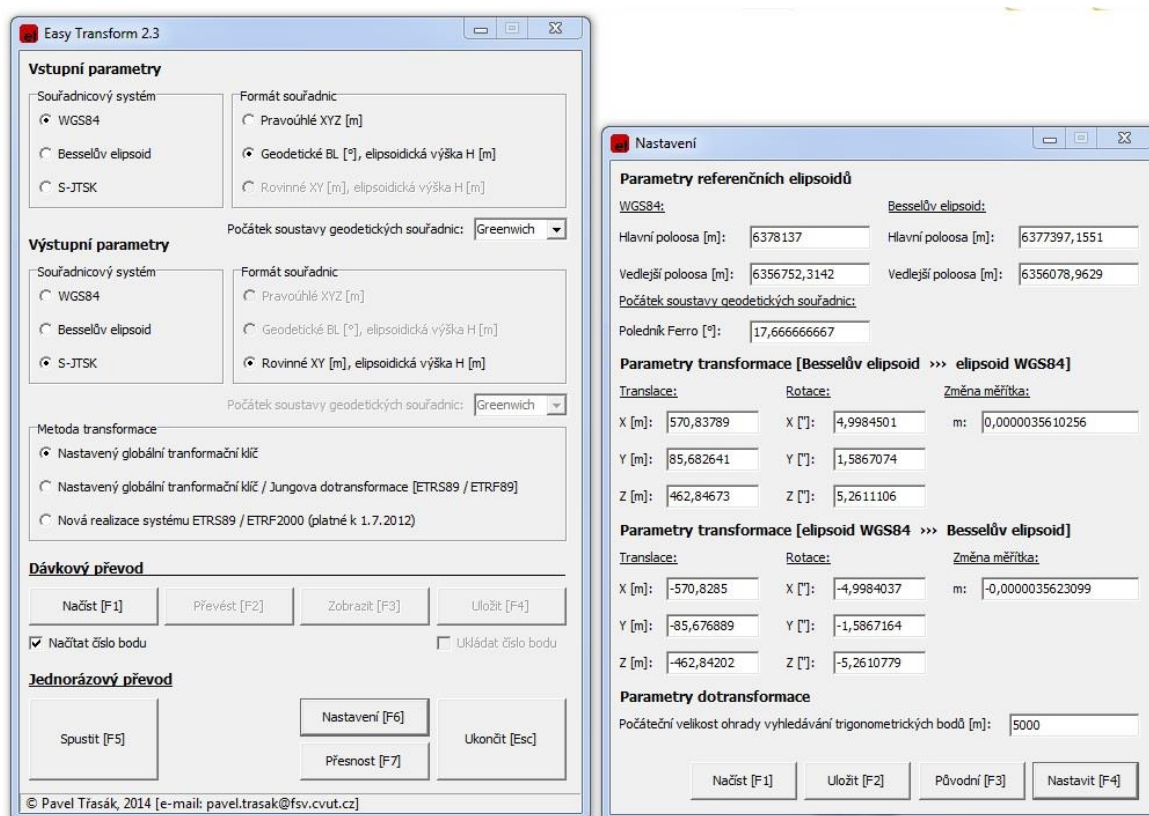 Easy Transform 2.3
Vstupní parametry
Souřadnicový systém
WGS84
Besselův elipsoid
S-JTSK
Formát souřadnic
Pravoúhlé XYZ [m]
Geodetické BL [°], elipsoidická výška H [m]
Rovinné XY [m], elipsoidická výška H [m]
Počátek soustavy geodetických souřadnic: Greenwich
Výstupní parametry
Souřadnicový systém
WGS84
Besselův elipsoid
S-JTSK
Formát souřadnic
Pravoúhlé XYZ [m]
Geodetické BL [°], elipsoidická výška H [m]
Rovinné XY [m], elipsoidická výška H [m]
Počátek soustavy geodetických souřadnic: Greenwich
Metoda transformace
Nastavený globální tranformační klíč
Nastavený globální tranformační klíč / Jungova dotransformace [ETRS89 / ETRF89]
Nová realizace systému ETRS89 / ETRF2000 (platné k 1.7.2012)
Dávkový převod
Načíst [F1] Převést [F2] Zobrazit [F3] Uložit [F4]
Načítat číslo bodu Ukládat číslo bodu
Jednorázový převod
Spustit [F5]
Nastavení [F6]
Přesnost [F7]
Ukončit [Esc]
© Pavel Třasák, 2014 [e-mail: pavel.trasak@fsv.cvut.cz]
Nastavení
Parametry referenčních elipsoidů
WGS84: Besselův elipsoid:
Hlavní poloosa [m]: 6378137 Hlavní poloosa [m]: 6377397,1551
Vedlejší poloosa [m]: 6356752,3142 Vedlejší poloosa [m]: 6356078,9629
Počátek soustavy geodetických souřadnic:
Poledník Ferro [°]: 17,666666667
Parametry transformace [Besselův elipsoid >>> elipsoid WGS84]
Translace: Rotace: Změna měřítka:
X [m]: 570,83789 X ["]: 4,9984501 m: 0,0000035610256
Y [m]: 85,682641 Y ["]: 1,5867074
Z [m]: 462,84673 Z ["]: 5,2611106
Parametry transformace [elipsoid WGS84 >>> Besselův elipsoid]
Translace: Rotace: Změna měřítka:
X [m]: -570,8285 X ["]: -4,9984037 m: -0,0000035623099
Y [m]: -85,676889 Y ["]: -1,5867164
Z [m]: -462,84202 Z ["]: -5,2610779
Parametry dotransformace
Počáteční velikost ohrady vyhledávání trigonometrických bodů [m]: 5000
Načíst [F1] Uložit [F2] Původní [F3] Nastavit [F4]